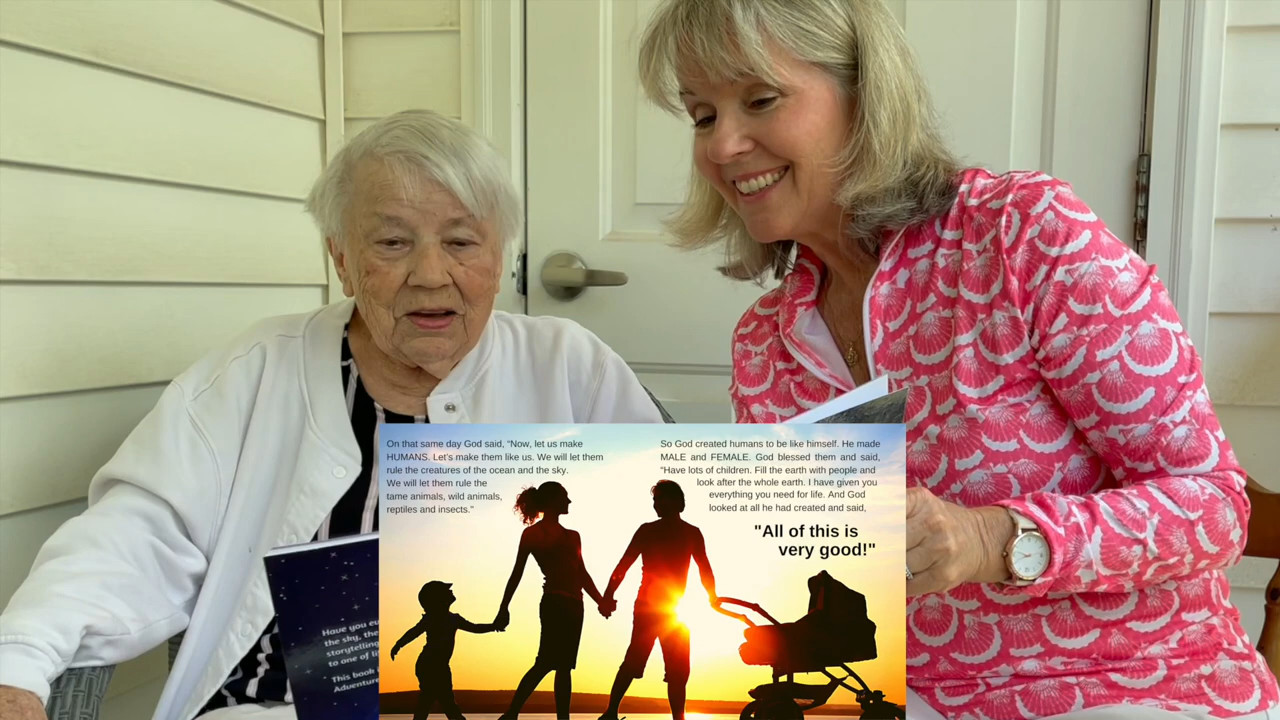 On that same day God said, "Now, let us make
HUMANS. Let's make them like us. We will let them
rule the creatures of the ocean and the sky.
We will let them rule the
tame animals, wild animals,
reptiles and insects."
So God created humans to be like himself. He made
MALE and FEMALE. God blessed them and said,
"Have lots of children. Fill the earth with people and
look after the whole earth. I have given you
everything you need for life. And God
looked at all he had created and said,
"All of this is
very good!"
Have you
the sky, the
storytelling
to one of
This book